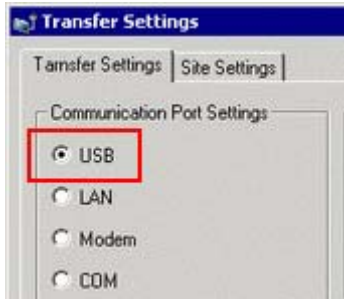 Transfer Settings
Tarnsfer Settings Site Settings
Communication Port Settings
USB
LAN
Modem
COM